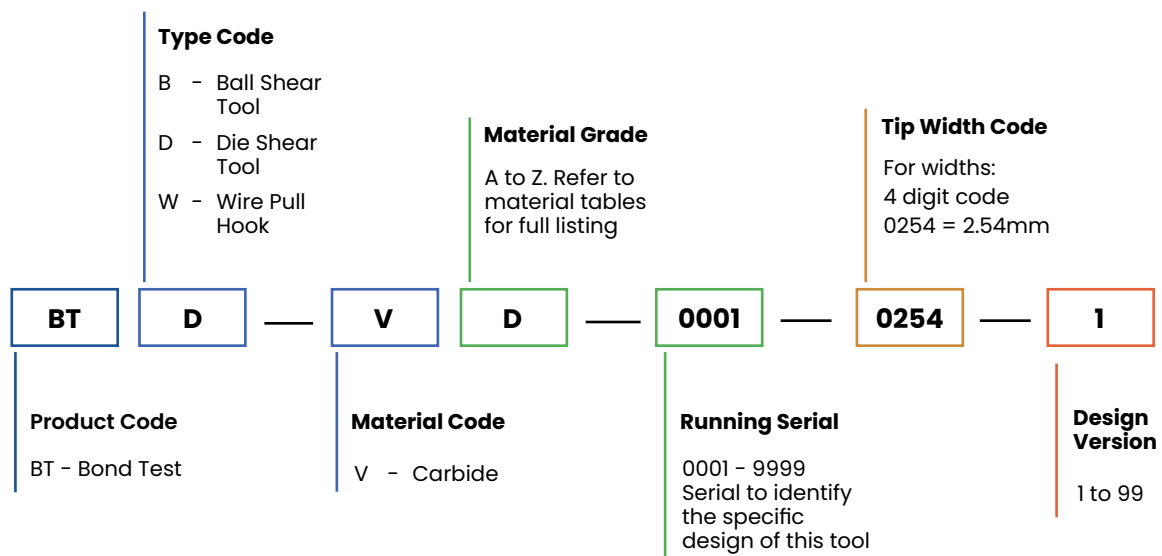 Type Code
B - Ball Shear
Tool
D - Die Shear
Tool
W - Wire Pull
Hook
Material Grade
A to Z. Refer to
material tables
for full listing
Tip Width Code
For widths:
4 digit code
0254 = 2.54mm
BT D — V D — 0001 — 0254 — 1
Product Code
BT - Bond Test
Material Code
V - Carbide
Running Serial
0001 - 9999
Serial to identify
the specific
design of this tool
Design
Version
1 to 99